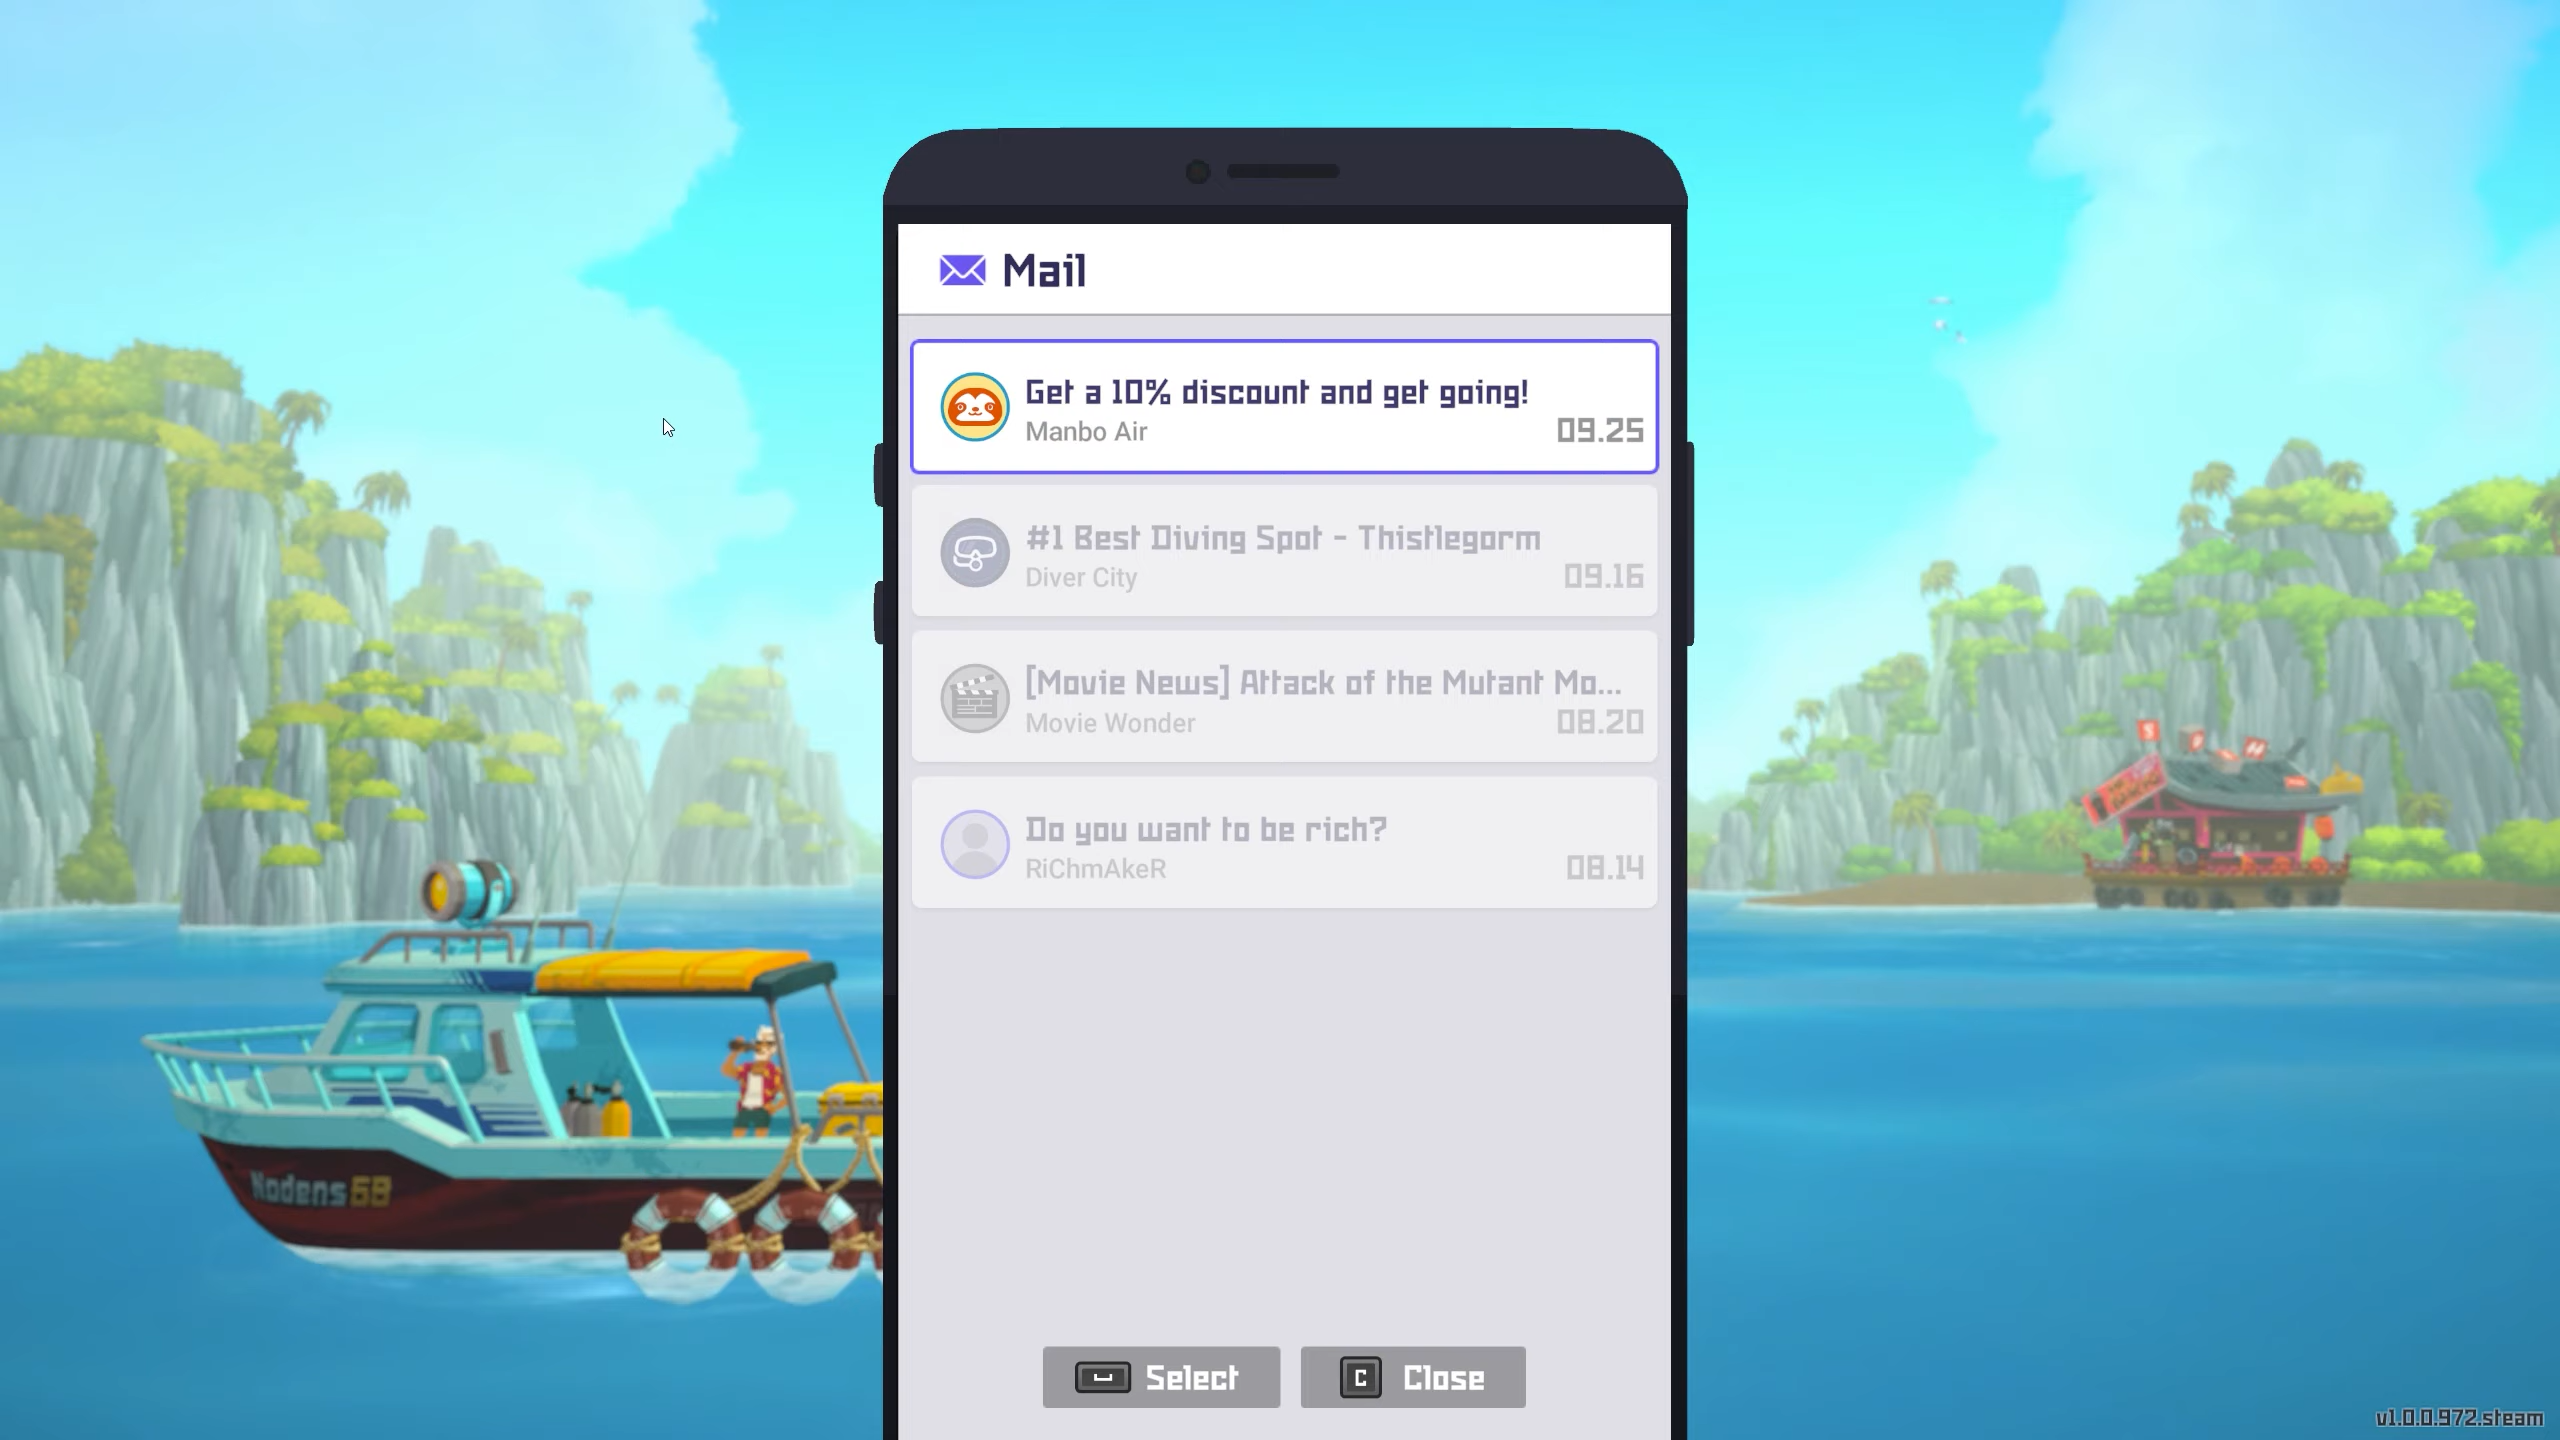 Mail
Get a 10% discount and get going!
Manbo Air
09.25
#1 Best Diving Spot - Thistlegorm
Diver City
09.16
[Movie News] Attack of the Mutant Mo...
Movie Wonder
08.20
Do you want to be rich?
RiChmAkeR
08.14
Nodens68
Select
C Close
v1.0.0.972.steam